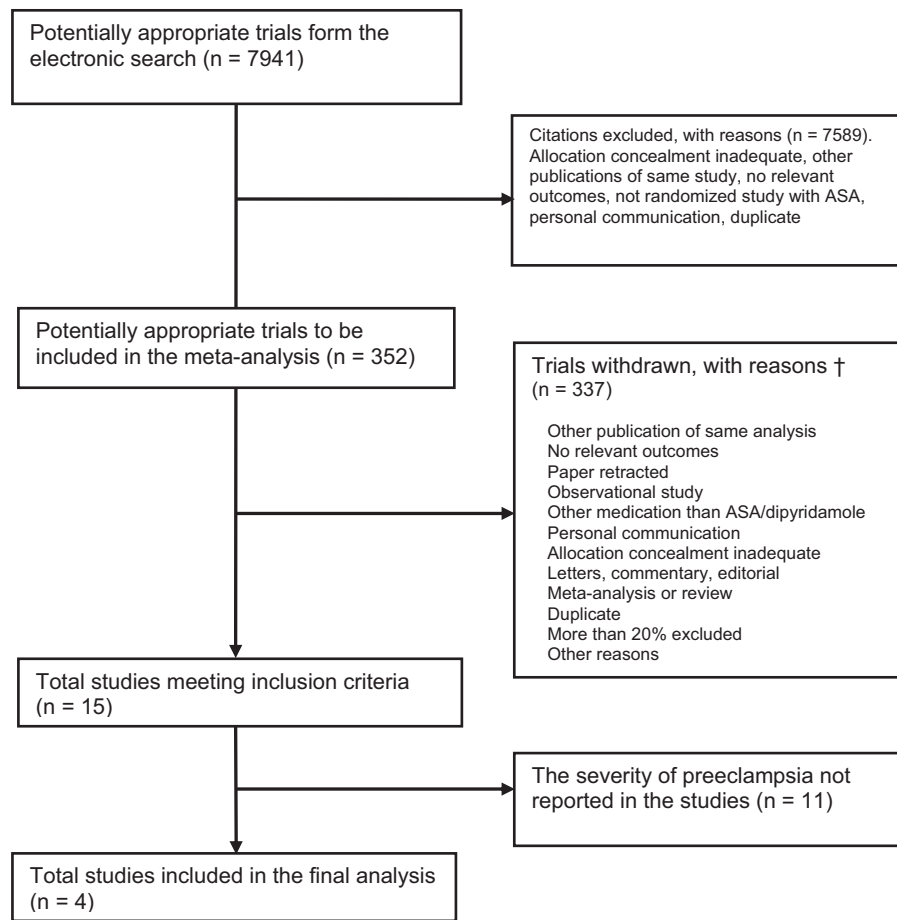 Potentially appropriate trials form the
electronic search (n = 7941)
Citations excluded, with reasons (n = 7589).
Allocation concealment inadequate, other
publications of same study, no relevant
outcomes, not randomized study with ASA,
personal communication, duplicate
Potentially appropriate trials to be
included in the meta-analysis (n = 352)
Trials withdrawn, with reasons †
(n = 337)
Other publication of same analysis
No relevant outcomes
Paper retracted
Observational study
Other medication than ASA/dipyridamole
Personal communication
Allocation concealment inadequate
Letters, commentary, editorial
Meta-analysis or review
Duplicate
More than 20% excluded
Other reasons
Total studies meeting inclusion criteria
(n = 15)
The severity of preeclampsia not
reported in the studies (n = 11)
Total studies included in the final analysis
(n = 4)